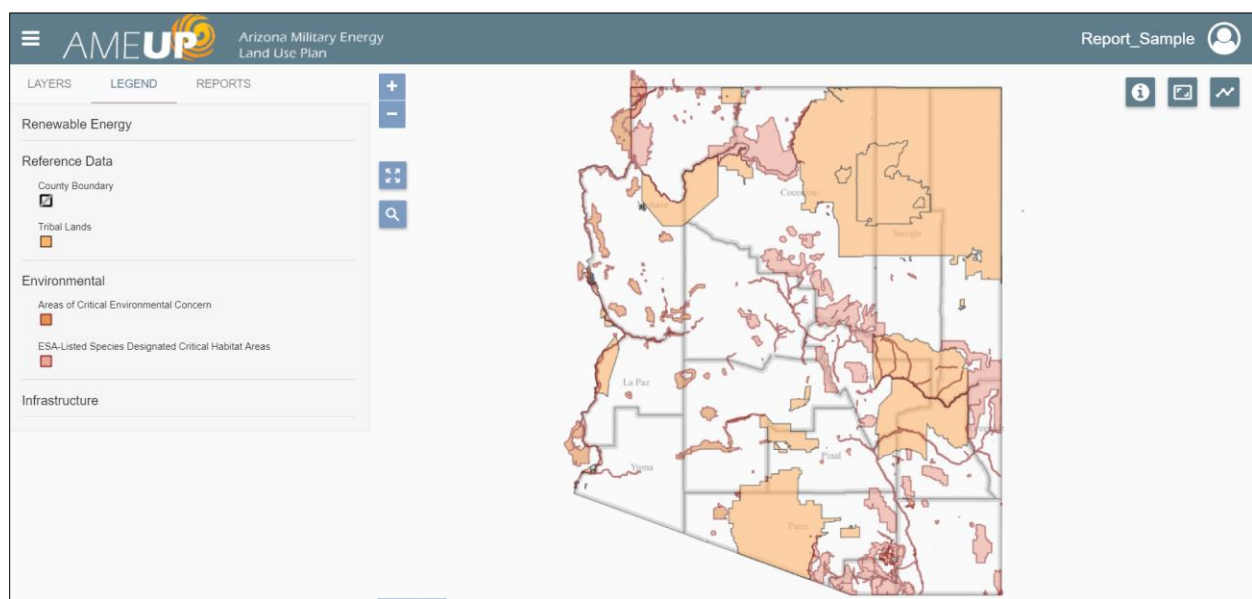 AMEUP
Arizona Military Energy
Land Use Plan
Report_Sample
LAYERS LEGEND REPORTS
Renewable Energy
Reference Data
County Boundary
Tribal Lands
Environmental
Areas of Critical Environmental Concern
ESA-Listed Species Designated Critical Habitat Areas
Infrastructure
Coconino
Navajo
La Paz
Yuma
Pinal
Pima